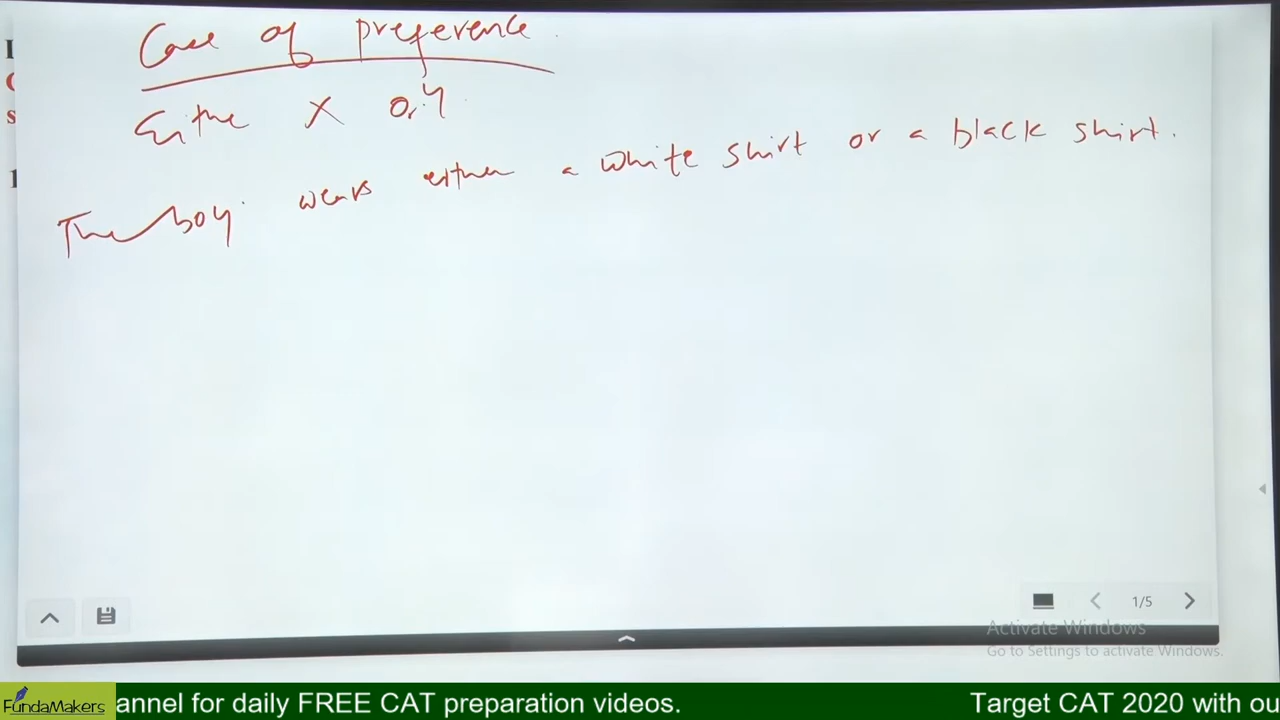 Case of preference
Either X or Y
The boy wears either a white shirt or a black shirt.
1/5
Activate Windows
Go to Settings to activate Windows.
FundaMakers
annel for daily FREE CAT preparation videos.
Target CAT 2020 with ou